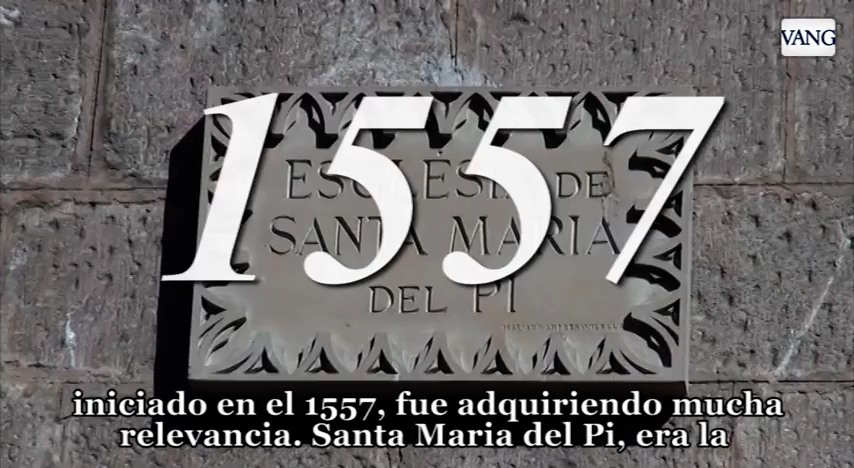 VANG
1557
ESGLÉSIA DE
SANTA MARIA
DEL PI
iniciado en el 1557, fue adquiriendo mucha
relevancia. Santa Maria del Pi, era la